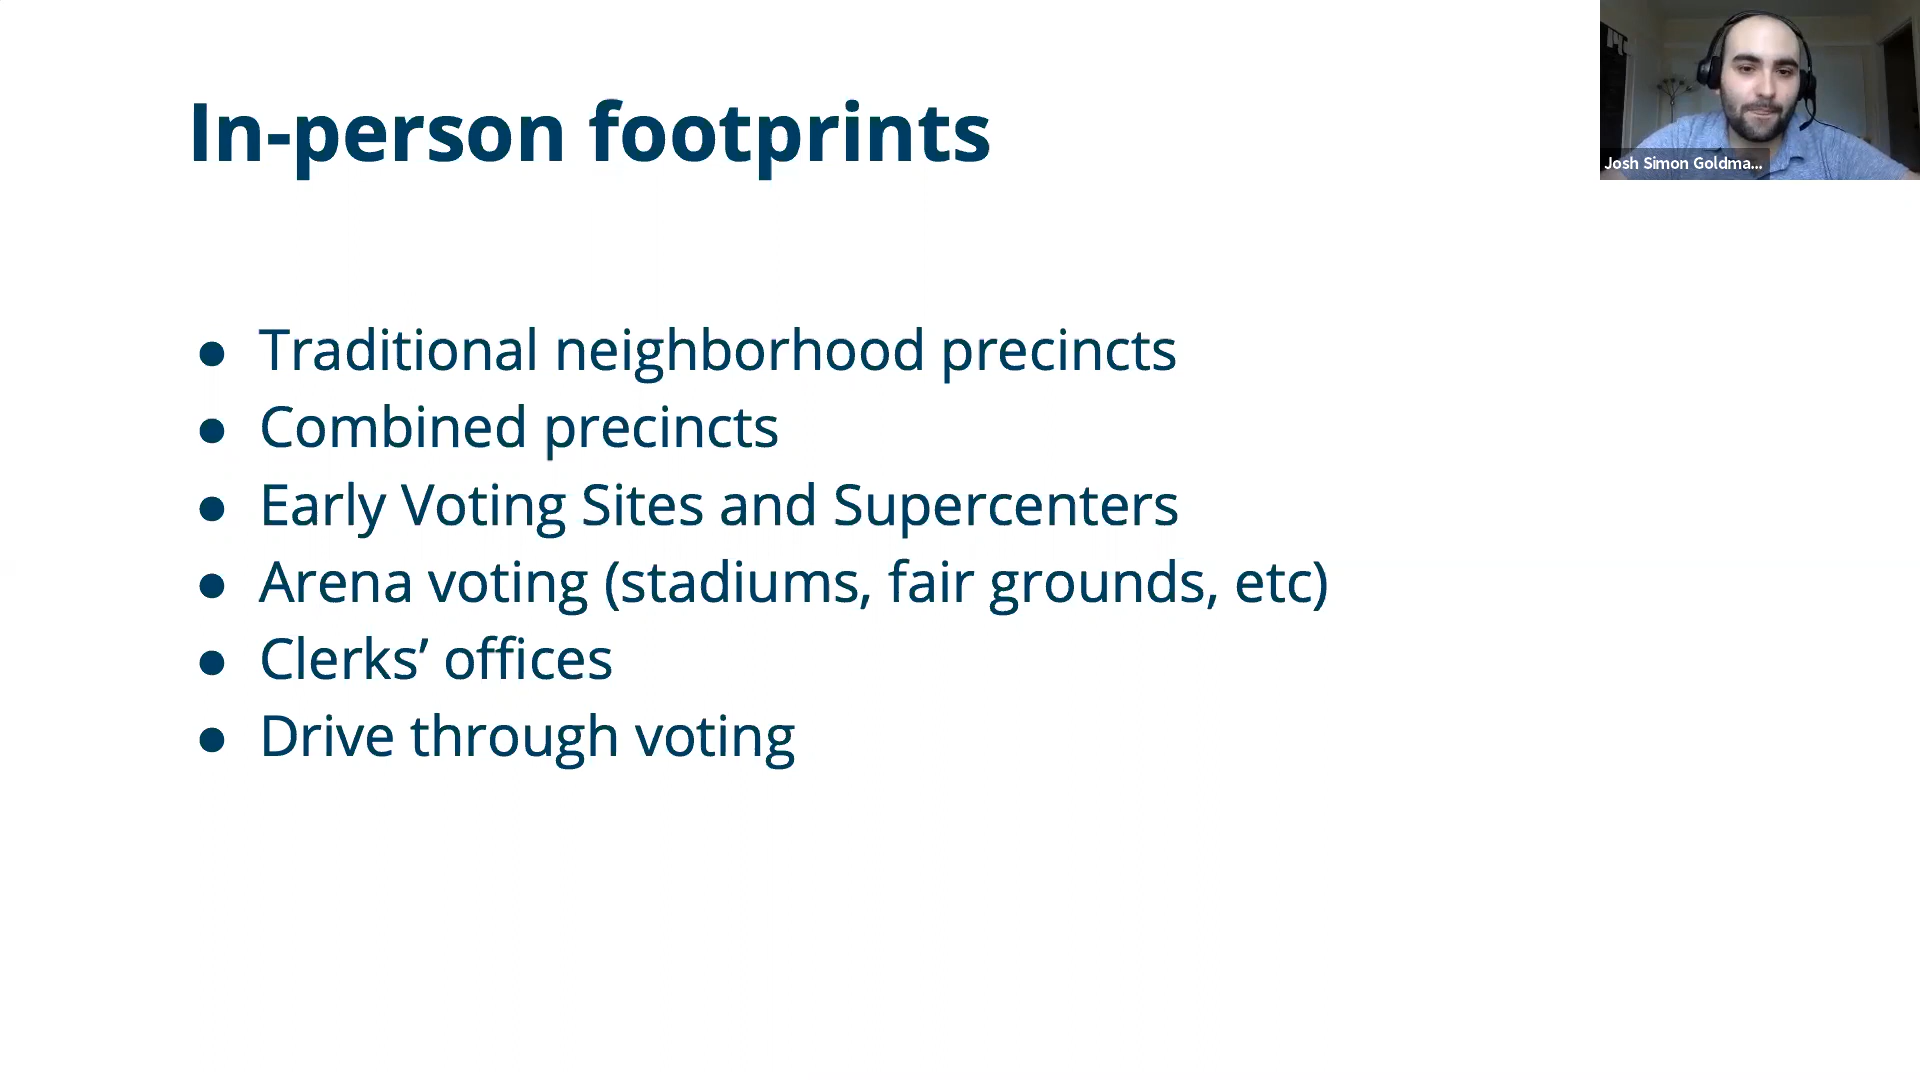 In-person footprints
Josh Simon Goldma...
● Traditional neighborhood precincts
● Combined precincts
● Early Voting Sites and Supercenters
● Arena voting (stadiums, fair grounds, etc)
● Clerks’ offices
● Drive through voting